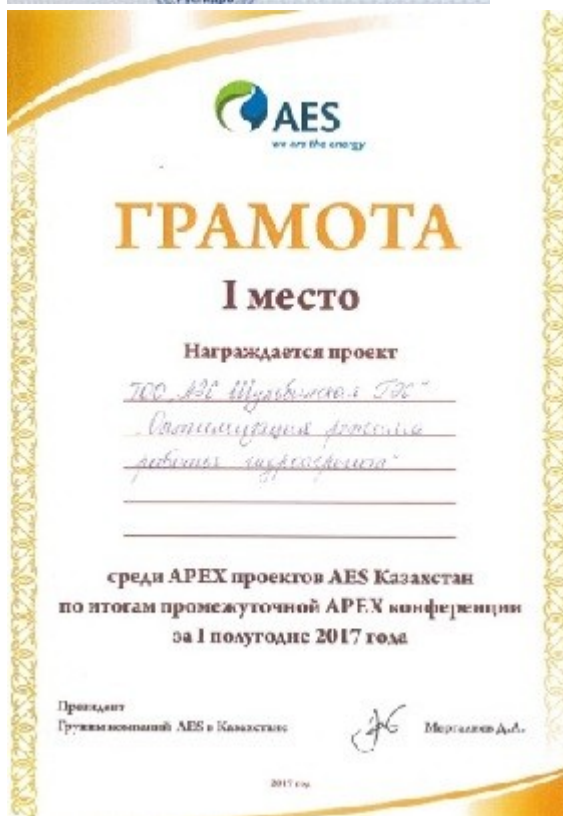 AES
we are the energy
ГРАМОТА
I место
Награждается проект
ТОО „АЭС Шульбинская ГЭС"
„Оптимизация режима
работы гидроагрегата"
среди APEX проектов AES Казахстан
по итогам промежуточной APEX конференции
за I полугодие 2017 года
Президент
Группы компаний AES в Казахстане
Мергалиев Д.А.
2017 год